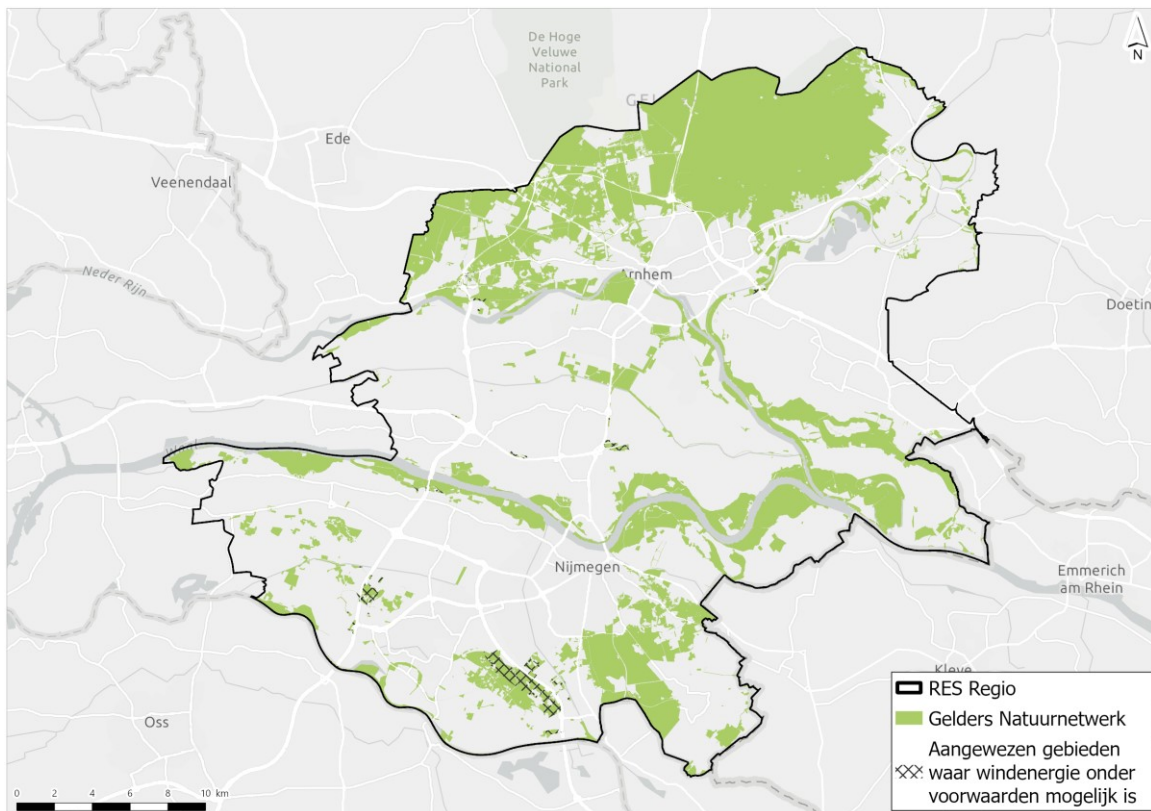 De Hoge
Veluwe
National
Park
N
GEL
Ede
Veenendaal
Neder Rijn
Arnhem
Doetin
Nijmegen
Emmerich
am Rhein
Kleve
Oss
RES Regio
Gelders Natuurnetwerk
Aangewezen gebieden
waar windenergie onder
voorwaarden mogelijk is
0 2 4 6 8 10 km